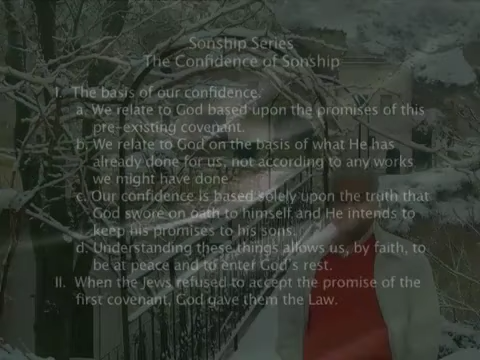 Sonship Series
The Confidence of Sonship
I. The basis of our confidence.
a. We relate to God based upon the promises of this
pre-existing covenant.
b. We relate to God on the basis of what He has
already done for us, not according to any works
we might have done.
c. Our confidence is based solely upon the truth that
God swore on oath to himself and He intends to
keep his promises to his sons.
d. Understanding these things allows us, by faith, to
be at peace and to enter God's rest.
II. When the Jews refused to accept the promise of the
first covenant, God gave them the Law.